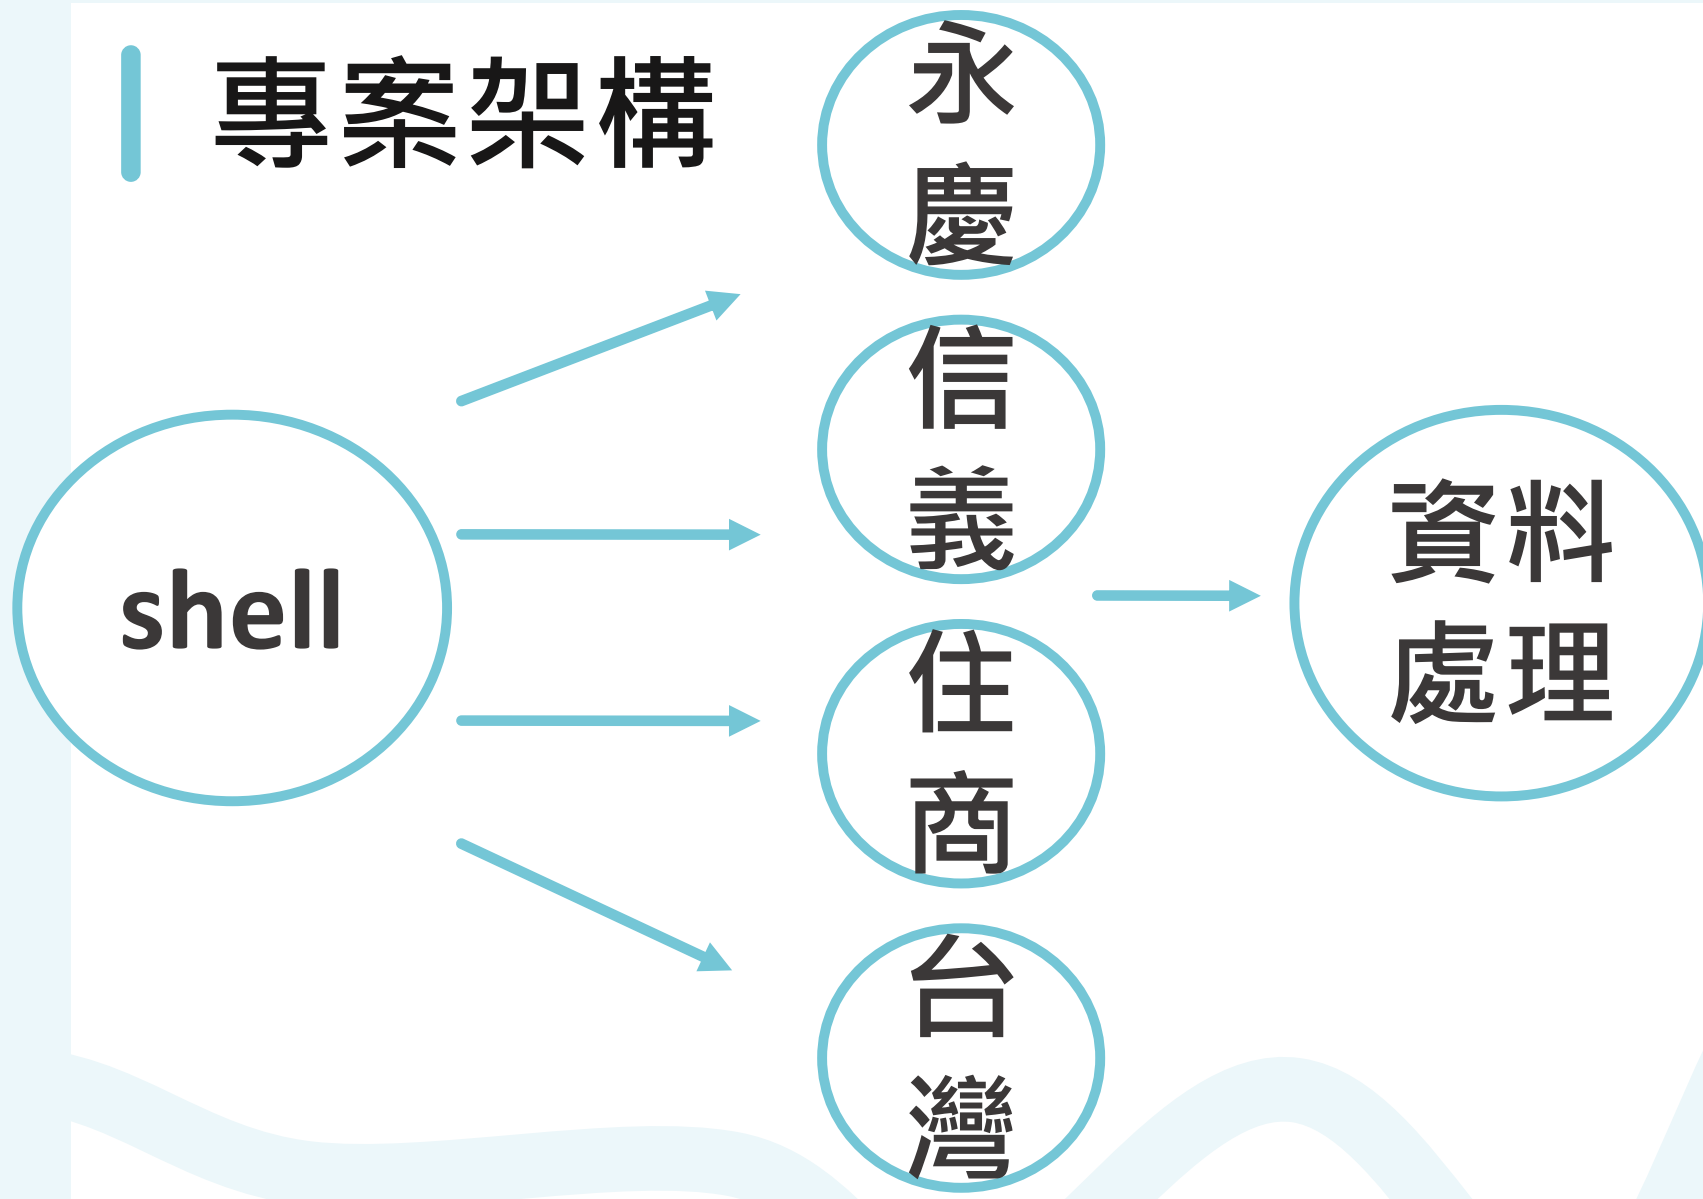 專案架構
shell
永
慶
信
義
住
商
台
灣
資料
處理